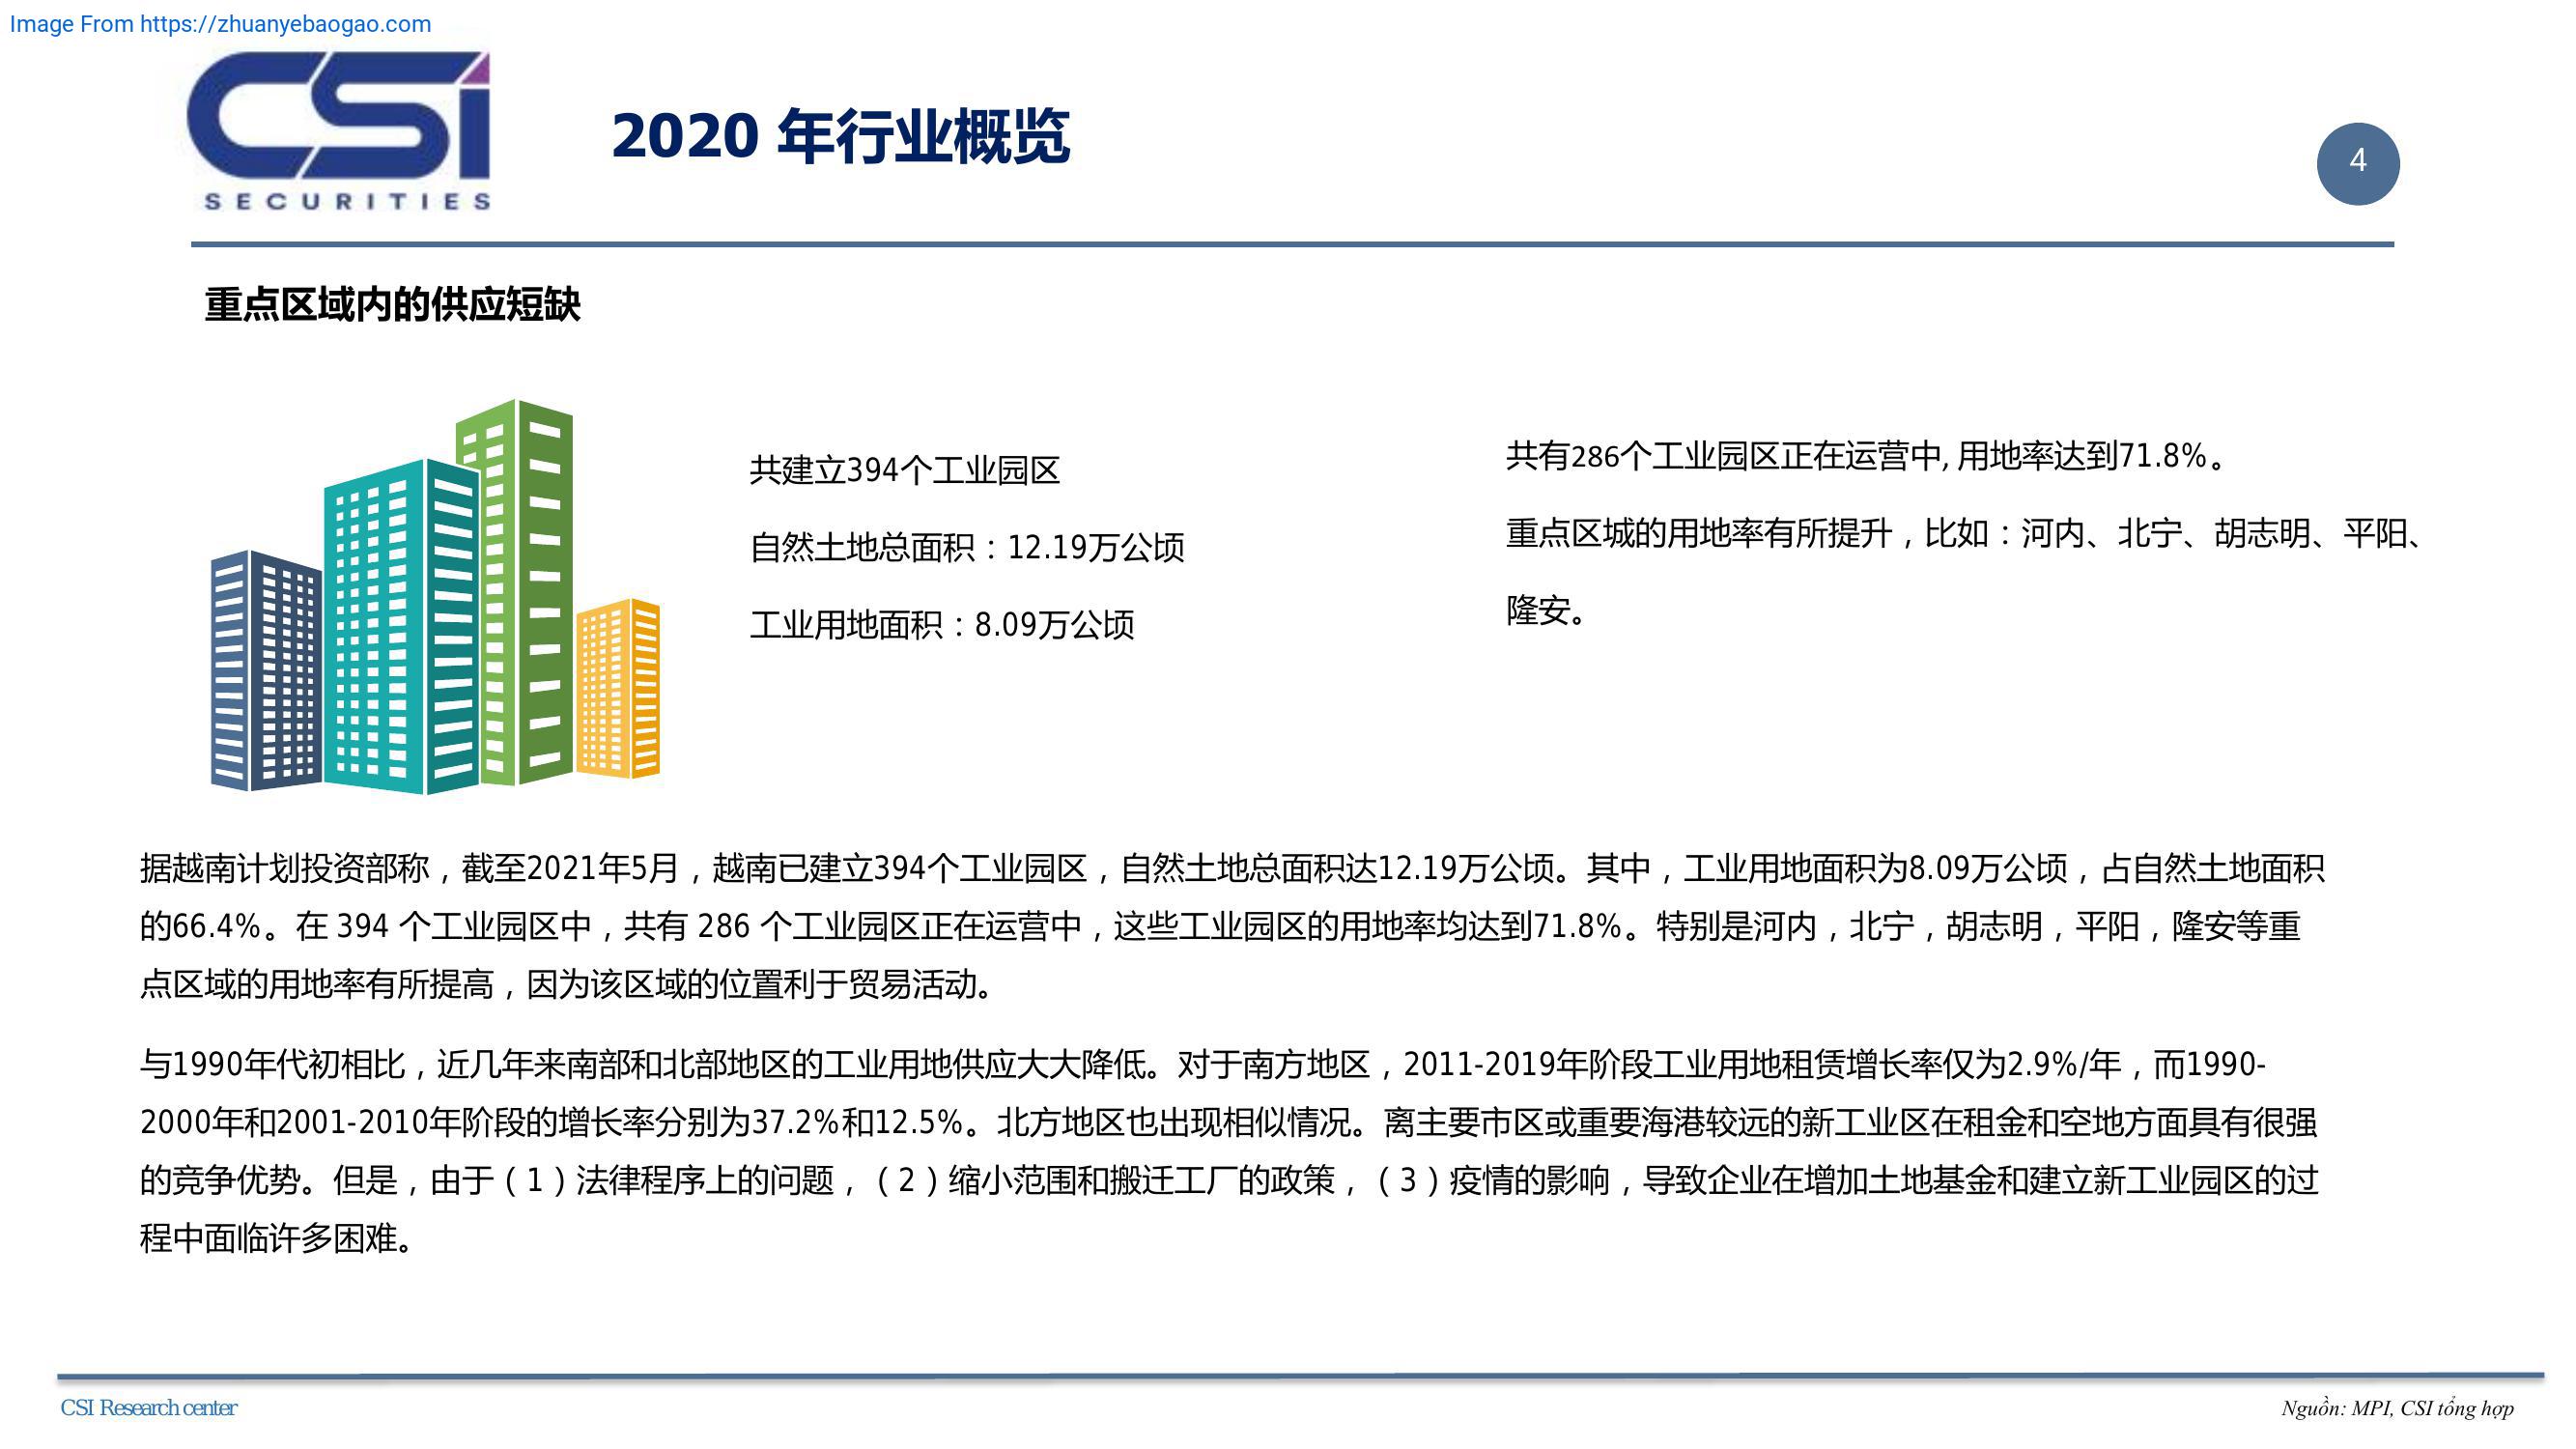 Image From https://zhuanyebaogao.com
CSi
SECURITIES
2020 年行业概览
4
重点区域内的供应短缺
共建立394个工业园区
自然土地总面积：12.19万公顷
工业用地面积：8.09万公顷
共有286个工业园区正在运营中, 用地率达到71.8%。
重点区城的用地率有所提升，比如：河内、北宁、胡志明、平阳、
隆安。
据越南计划投资部称，截至2021年5月，越南已建立394个工业园区，自然土地总面积达12.19万公顷。其中，工业用地面积为8.09万公顷，占自然土地面积
的66.4%。在 394 个工业园区中，共有 286 个工业园区正在运营中，这些工业园区的用地率均达到71.8%。特别是河内，北宁，胡志明，平阳，隆安等重
点区域的用地率有所提高，因为该区域的位置利于贸易活动。
与1990年代初相比，近几年来南部和北部地区的工业用地供应大大降低。对于南方地区，2011-2019年阶段工业用地租赁增长率仅为2.9%/年，而1990-
2000年和2001-2010年阶段的增长率分别为37.2%和12.5%。北方地区也出现相似情况。离主要市区或重要海港较远的新工业区在租金和空地方面具有很强
的竞争优势。但是，由于（1）法律程序上的问题，（2）缩小范围和搬迁工厂的政策，（3）疫情的影响，导致企业在增加土地基金和建立新工业园区的过
程中面临许多困难。
CSI Research center
Nguồn: MPI, CSI tổng hợp